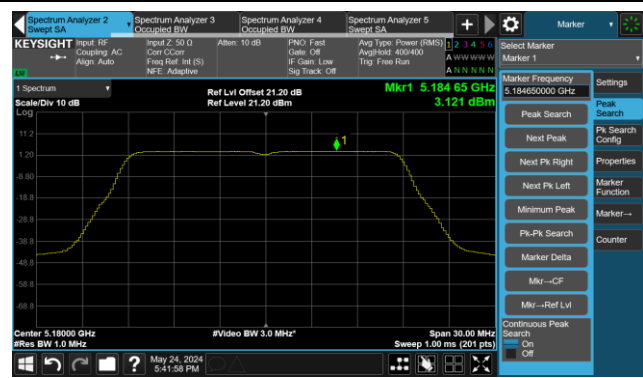 Spectrum Analyzer 2
Swept SA
Spectrum Analyzer 3
Occupied BW
Spectrum Analyzer 4
Occupied BW
Spectrum Analyzer 5
Swept SA
Marker
KEYSIGHT
Input: RF
Coupling: AC
Align: Auto
Input Z: 50 Ω
Corr CCorr
Freq Ref: Int (S)
NFE: Adaptive
Atten: 10 dB
PNO: Fast
Gate: Off
IF Gain: Low
Sig Track: Off
Avg Type: Power (RMS)
Avg|Hold: 400/400
Trig: Free Run
1 2 3 4 5 6
A W W W W W
A N N N N N
Select Marker
Marker 1
1 Spectrum
Scale/Div 10 dB
Log
Ref Lvl Offset 21.20 dB
Ref Level 21.20 dBm
Mkr1 5.184 65 GHz
3.121 dBm
11.2
1.20
-8.80
-18.8
-28.8
-38.8
-48.8
-58.8
-68.8
1
Center 5.18000 GHz
#Res BW 1.0 MHz
#Video BW 3.0 MHz*
Span 30.00 MHz
Sweep 1.00 ms (201 pts)
Marker Frequency
5.184650000 GHz
Peak Search
Next Peak
Next Pk Right
Next Pk Left
Minimum Peak
Pk-Pk Search
Marker Delta
Mkr→CF
Mkr→Ref Lvl
Continuous Peak
Search
On
Off
Settings
Peak
Search
Pk Search
Config
Properties
Marker
Function
Marker→
Counter
May 24, 2024
5:41:58 PM